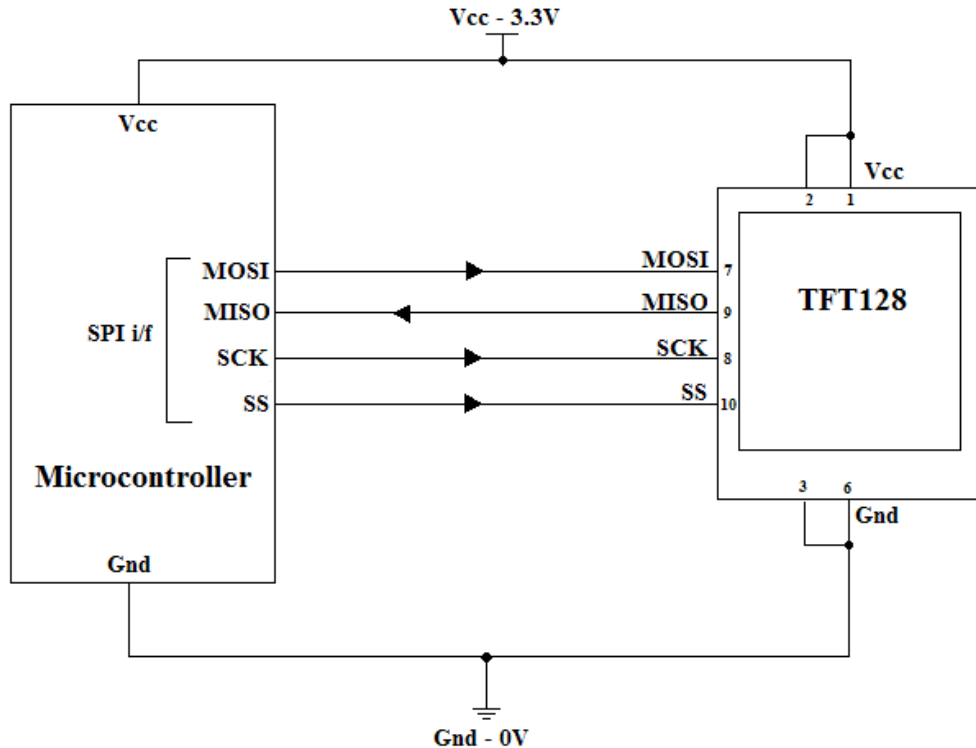 Vcc - 3.3V
Vcc
Vcc
2 1
MOSI
MOSI 7
TFT128
MISO
MISO 9
SPI i/f
SCK
SCK 8
SS
SS 10
Microcontroller
3 6
Gnd
Gnd
Gnd - 0V